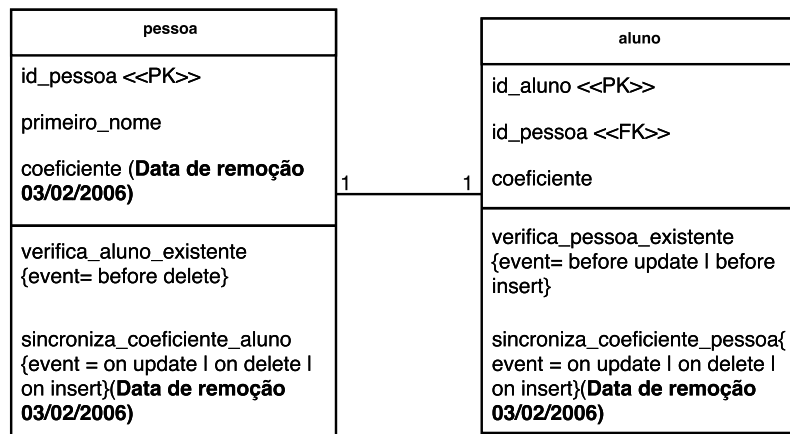 pessoa
id_pessoa <<PK>>
primeiro_nome
coeficiente (Data de remoção
03/02/2006)
verifica_aluno_existente
{event= before delete}
sincroniza_coeficiente_aluno
{event = on update l on delete l
on insert}(Data de remoção
03/02/2006)
1
1
aluno
id_aluno <<PK>>
id_pessoa <<FK>>
coeficiente
verifica_pessoa_existente
{event= before update l before
insert}
sincroniza_coeficiente_pessoa{
event = on update l on delete l
on insert}(Data de remoção
03/02/2006)